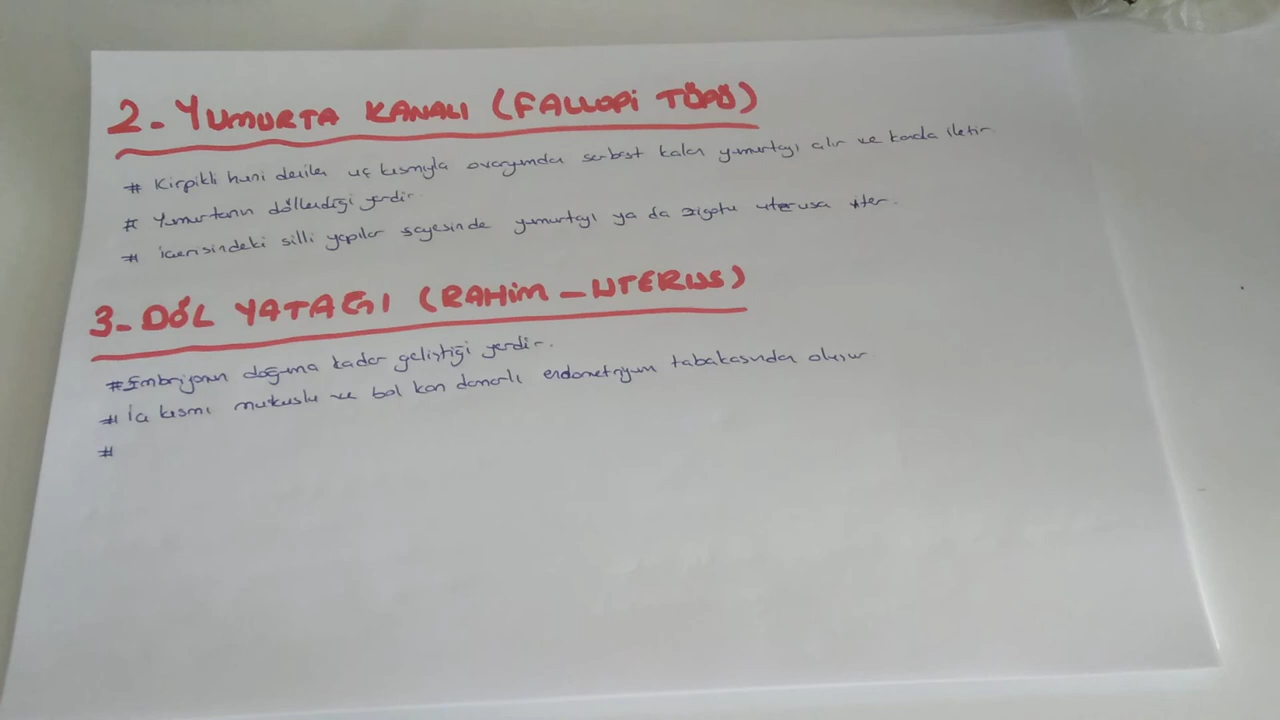 2- YUMURTA KANALI (FALLOPİ TÜPÜ)
# Kirpikli huni denilen uç kısmıyla ovaryumdan serbest kalan yumurtayı alır ve kanala iletir
# Yumurtanın döllendiği yerdir.
# İçerisindeki silli yapılar sayesinde yumurtayı ya da zigotu uterusa iter.
3- DÖL YATAĞI (RAHİM - UTERUS)
# Embriyonun doğuma kadar geliştiği yerdir.
# İç kısmı mukuslu ve bol kan damarlı endometriyum tabakasından oluşur
#